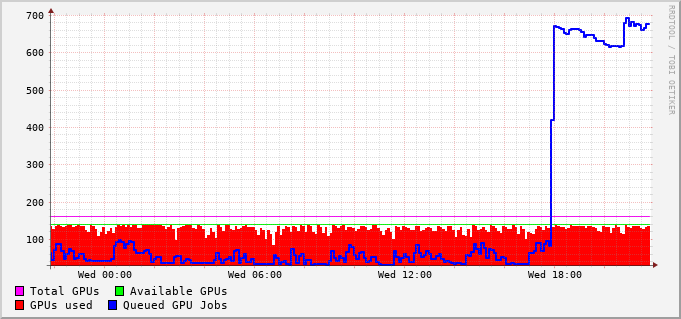 700
600
500
400
300
200
100
Wed 00:00 Wed 06:00 Wed 12:00 Wed 18:00
Total GPUs Available GPUs
GPUs used Queued GPU Jobs
RRDTOOL / TOBI OETIKER